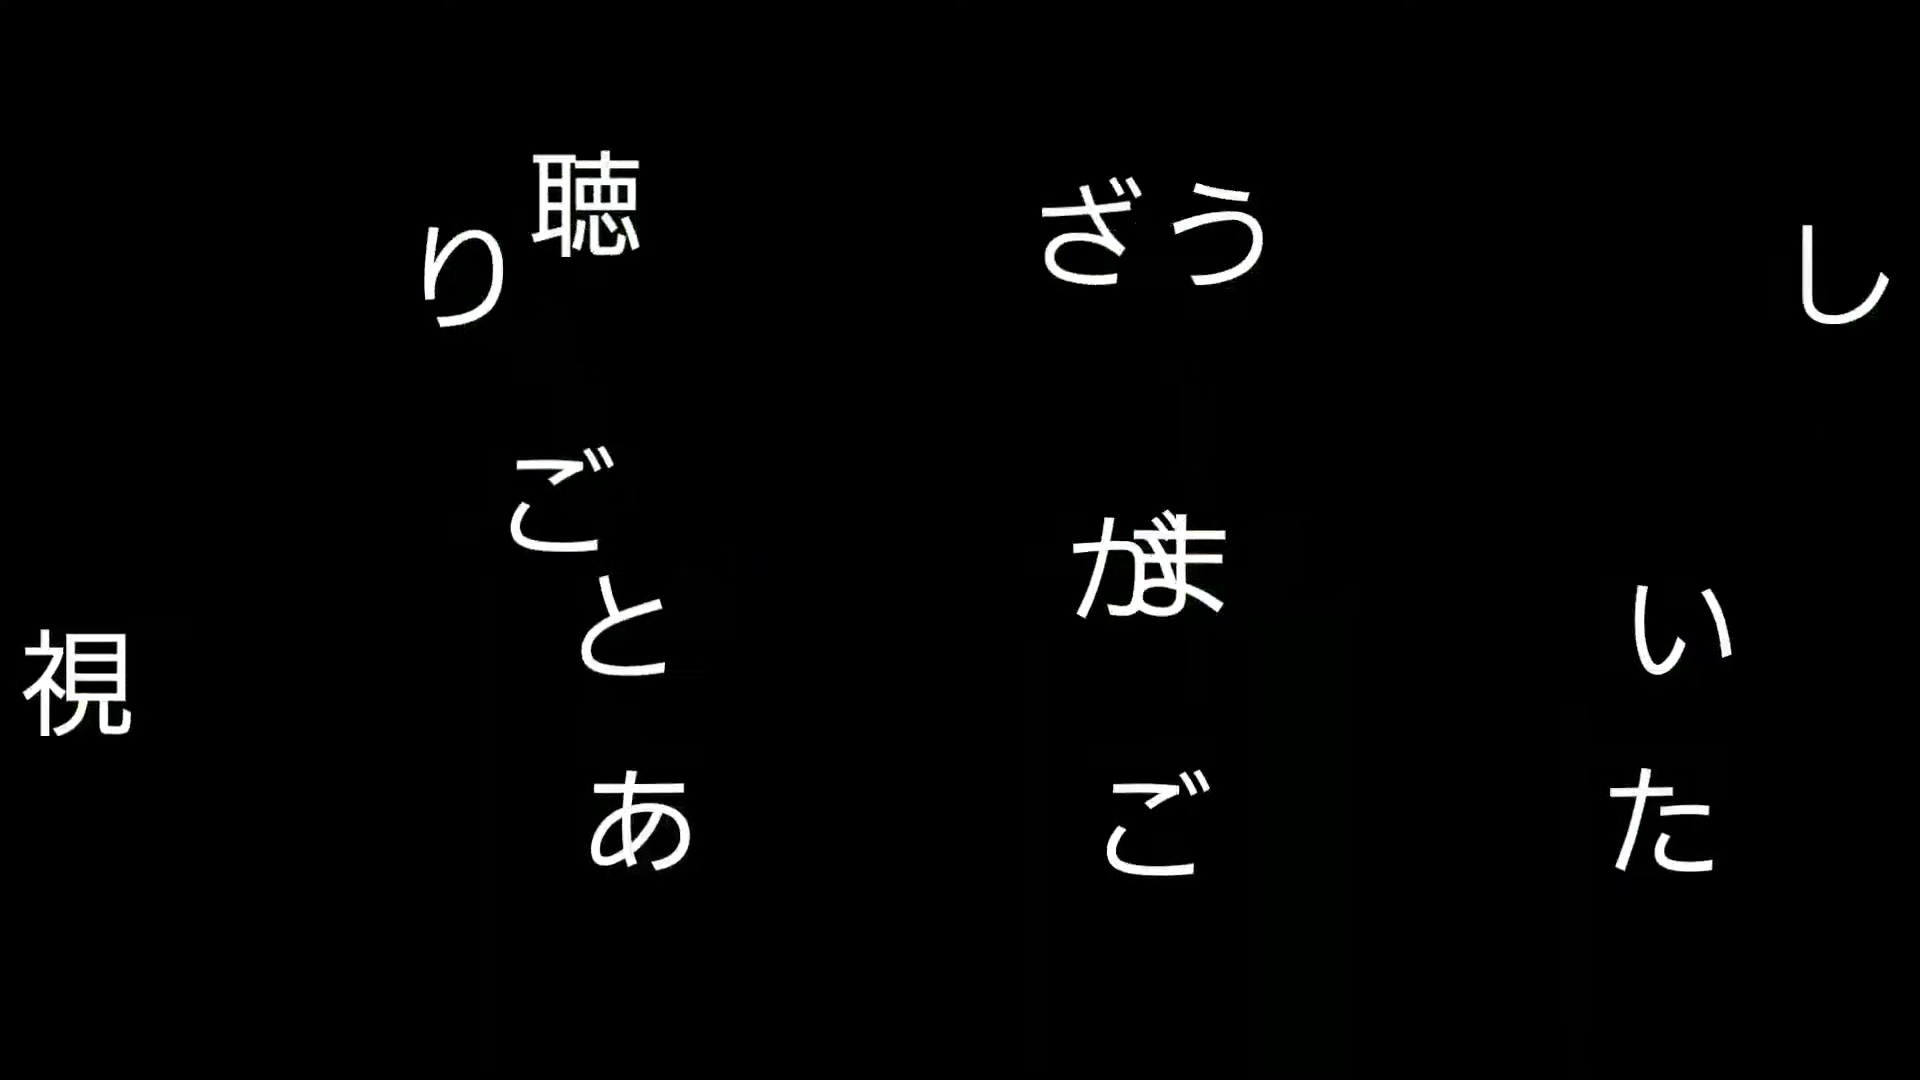 聴
ざう
り
し
ご
がま
と
い
視
あ
ご
た